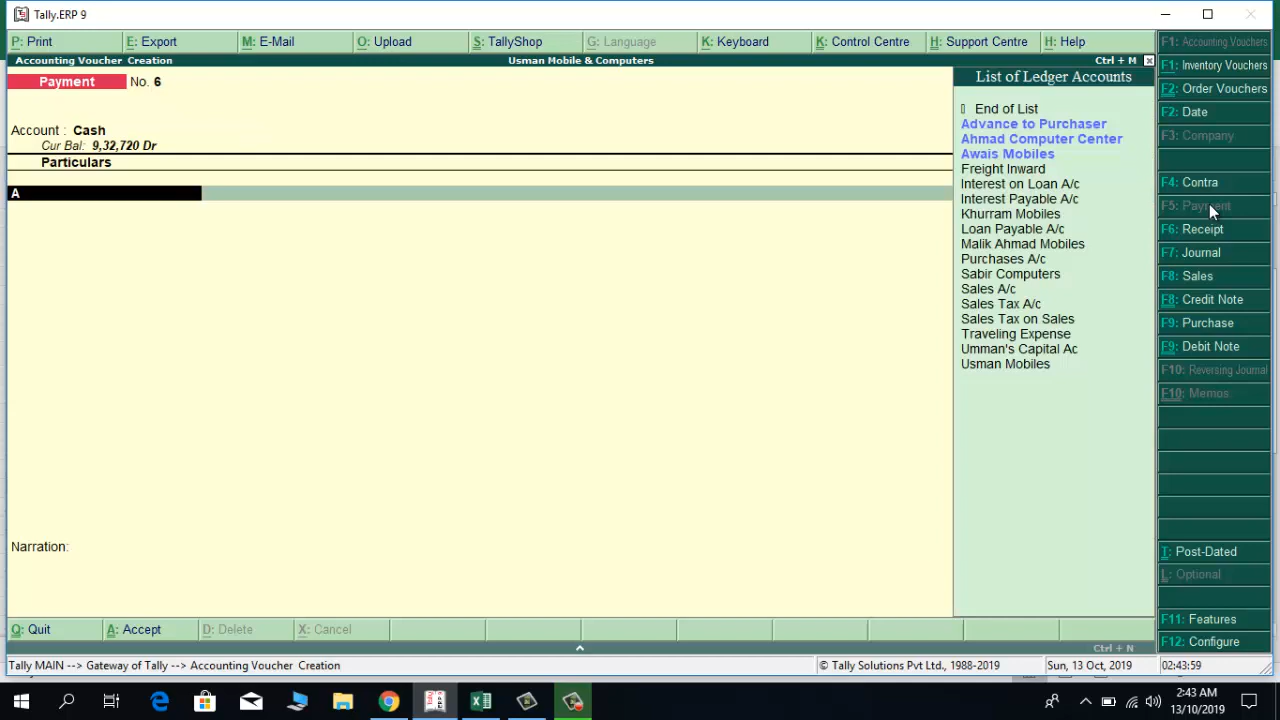 Tally.ERP 9
P: Print
E: Export
M: E-Mail
O: Upload
S: TallyShop
G: Language
K: Keyboard
K: Control Centre
H: Support Centre
H: Help
Accounting Voucher Creation
Usman Mobile & Computers
Ctrl + M
Payment No. 6
Account : Cash
Cur Bal: 9,32,720 Dr
Particulars
A
Narration:
List of Ledger Accounts
End of List
Advance to Purchaser
Ahmad Computer Center
Awais Mobiles
Freight Inward
Interest on Loan A/c
Interest Payable A/c
Khurram Mobiles
Loan Payable A/c
Malik Ahmad Mobiles
Purchases A/c
Sabir Computers
Sales A/c
Sales Tax A/c
Sales Tax on Sales
Traveling Expense
Umman's Capital Ac
Usman Mobiles
F1: Accounting Vouchers
F1: Inventory Vouchers
F2: Order Vouchers
F2: Date
F3: Company
F4: Contra
F5: Payment
F6: Receipt
F7: Journal
F8: Sales
F8: Credit Note
F9: Purchase
F9: Debit Note
F10: Reversing Journal
F10: Memos
T: Post-Dated
L: Optional
F11: Features
F12: Configure
Q: Quit
A: Accept
D: Delete
X: Cancel
Ctrl + N
Tally MAIN --> Gateway of Tally --> Accounting Voucher Creation
© Tally Solutions Pvt Ltd., 1988-2019
Sun, 13 Oct, 2019
02:43:59
2:43 AM
13/10/2019